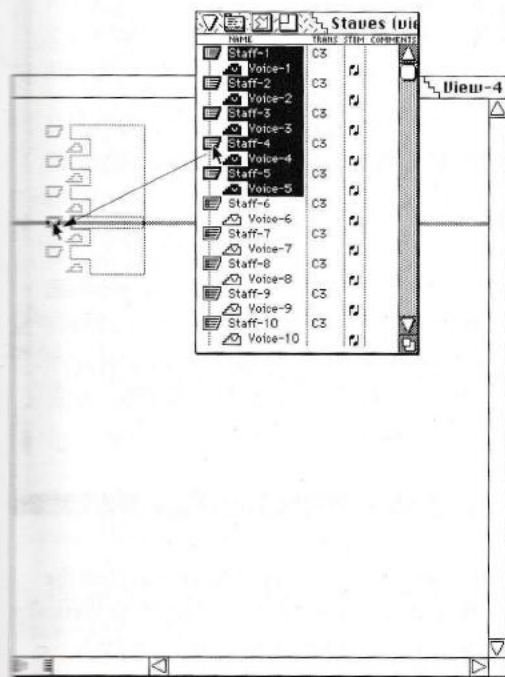 Staves (vie
NAME TRANS STEM COMMENTS
Staff-1 C3
Voice-1
Staff-2 C3
Voice-2
Staff-3 C3
Voice-3
Staff-4 C3
Voice-4
Staff-5 C3
Voice-5
Staff-6 C3
Voice-6
Staff-7 C3
Voice-7
Staff-8 C3
Voice-8
Staff-9 C3
Voice-9
Staff-10 C3
Voice-10
View-4